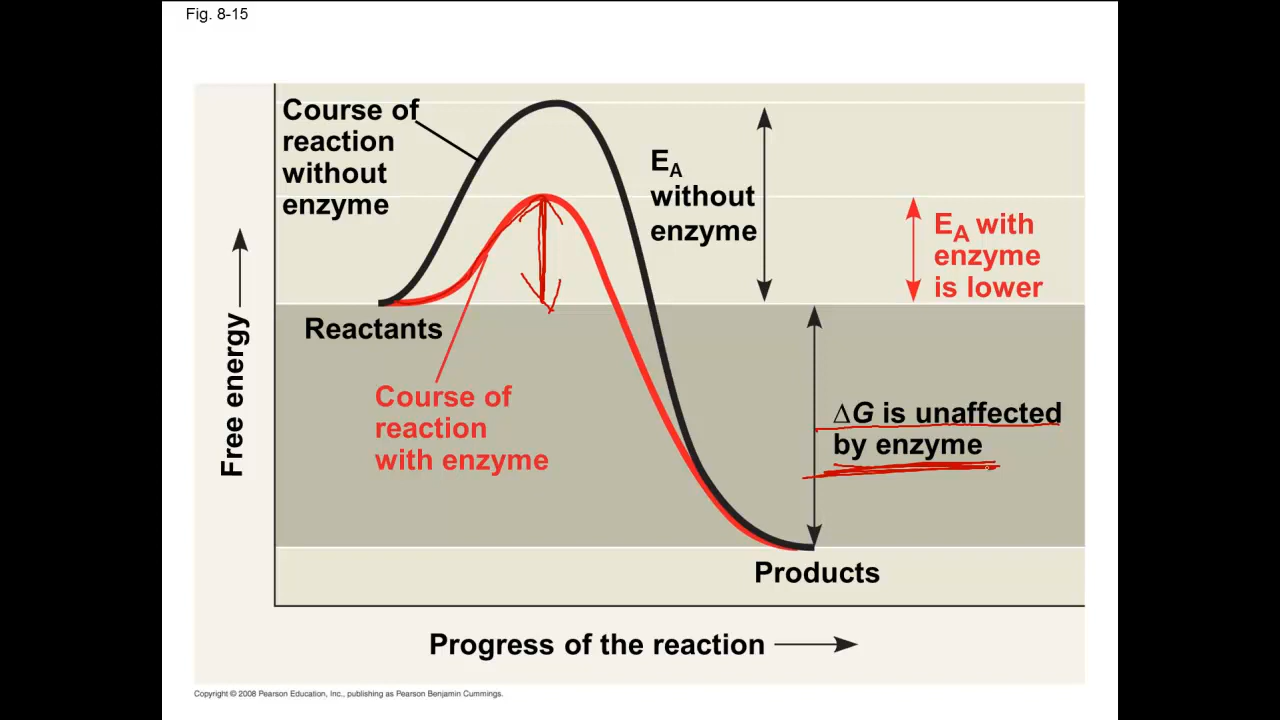 Fig. 8-15
Course of
reaction
without
enzyme
E_A
without
enzyme
E_A with
enzyme
is lower
Reactants
Free energy
Course of
reaction
with enzyme
ΔG is unaffected
by enzyme
Products
Progress of the reaction
Copyright © 2008 Pearson Education, Inc., publishing as Pearson Benjamin Cummings.